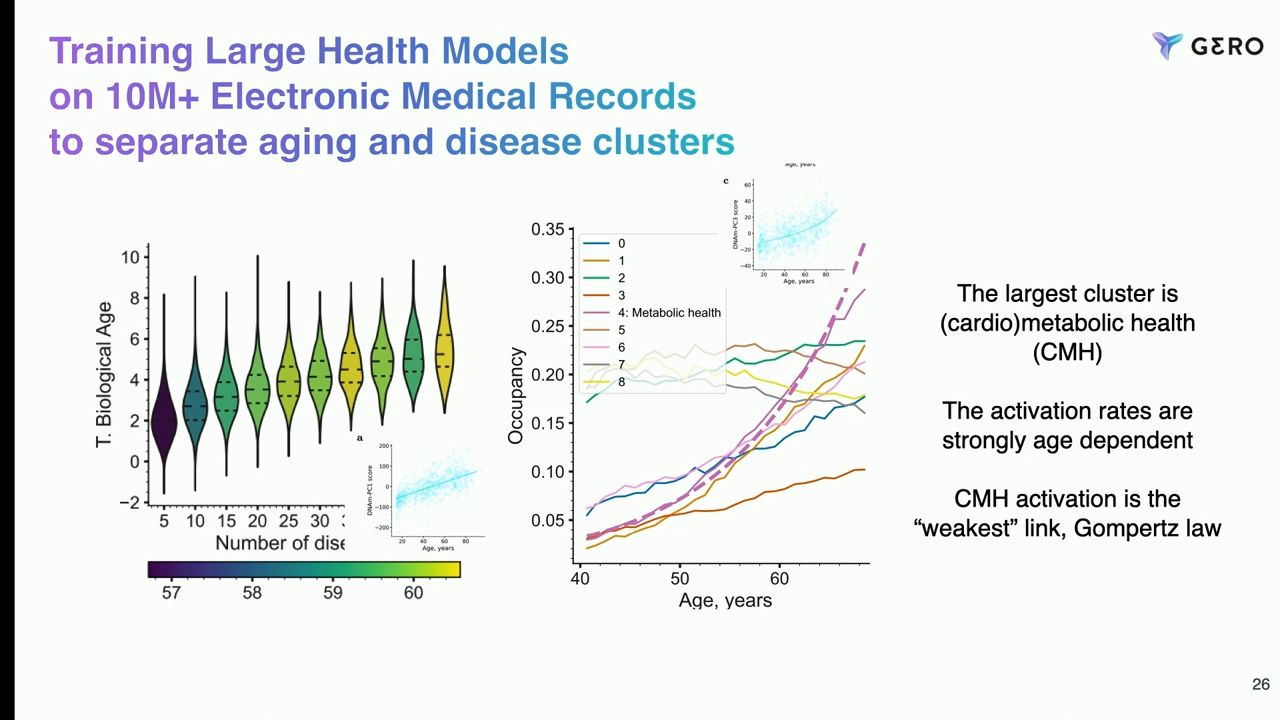 Training Large Health Models
on 10M+ Electronic Medical Records
to separate aging and disease clusters
GERO
T. Biological Age
10
8
6
4
2
0
−2
5 10 15 20 25 30
Number of dise
57 58 59 60
a
DNAm-PC1 score
200
100
0
−100
−200
20 40 60 80
Age, years
Occupancy
0.35
0.30
0.25
0.20
0.15
0.10
0.05
0
1
2
3
4: Metabolic health
5
6
7
8
40 50 60
Age, years
Age, years
c
DNAm-PC3 score
60
40
20
0
−20
−40
20 40 60 80
Age, years
The largest cluster is
(cardio)metabolic health
(CMH)
The activation rates are
strongly age dependent
CMH activation is the
“weakest” link, Gompertz law
26